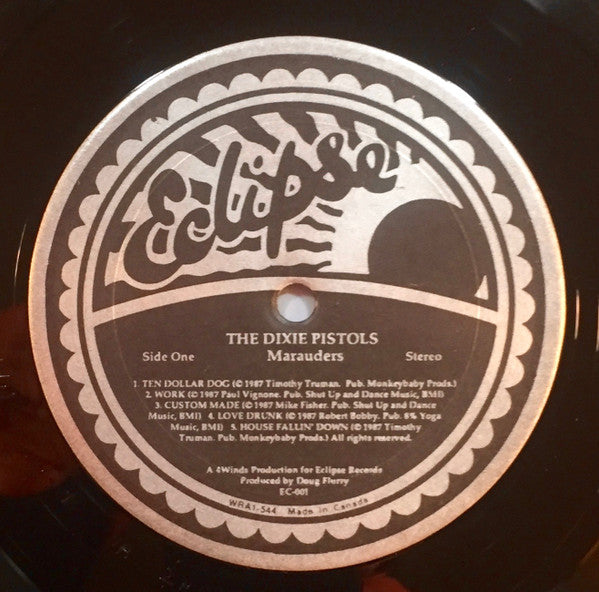 Eclipse
THE DIXIE PISTOLS
Side One Marauders Stereo
1. TEN DOLLAR DOG (© 1987 Timothy Truman. Pub. Monkeybaby Prods.)
2. WORK (© 1987 Paul Vignone. Pub. Shut Up and Dance Music, BMI)
3. CUSTOM MADE (© 1987 Mike Fisher. Pub. Shut Up and Dance
Music, BMI) 4. LOVE DRUNK (© 1987 Robert Bobby. Pub. 8% Yoga
Music, BMI) 5. HOUSE FALLIN' DOWN (© 1987 Timothy
Truman. Pub. Monkeybaby Prods.) All rights reserved.
A 4Winds Production for Eclipse Records
Produced by Doug Flurry
EC-001
WRA1-544 Made in Canada